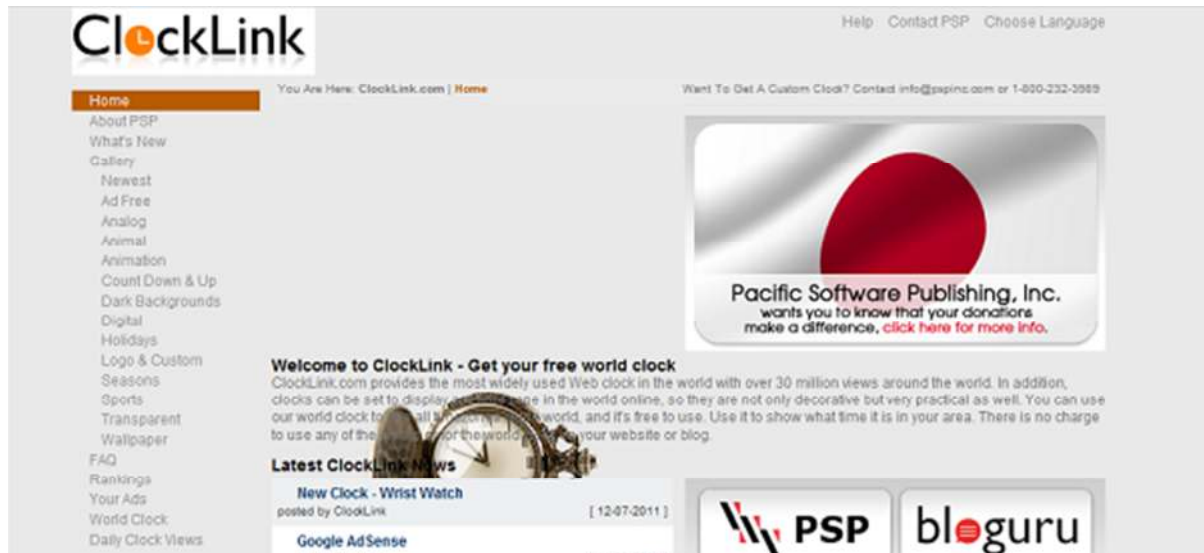 ClockLink
Help Contact PSP Choose Language
You Are Here: ClockLink.com | Home
Want To Get A Custom Clock? Contact info@pspinc.com or 1-800-232-3989
Home
About PSP
What's New
Gallery
Newest
Ad Free
Analog
Animal
Animation
Count Down & Up
Dark Backgrounds
Digital
Holidays
Logo & Custom
Seasons
Sports
Transparent
Wallpaper
FAQ
Rankings
Your Ads
World Clock
Daily Clock Views
Pacific Software Publishing, Inc.
wants you to know that your donations
make a difference, click here for more info.
Welcome to ClockLink - Get your free world clock
ClockLink.com provides the most widely used Web clock in the world with over 30 million views around the world. In addition,
clocks can be set to display in the world online, so they are not only decorative but very practical as well. You can use
our world clock world, and it's free to use. Use it to show what time it is in your area. There is no charge
to use any of the your website or blog.
Latest ClockLink News
New Clock - Wrist Watch
posted by ClockLink [ 12-07-2011 ]
Google AdSense
PSP
bloguru